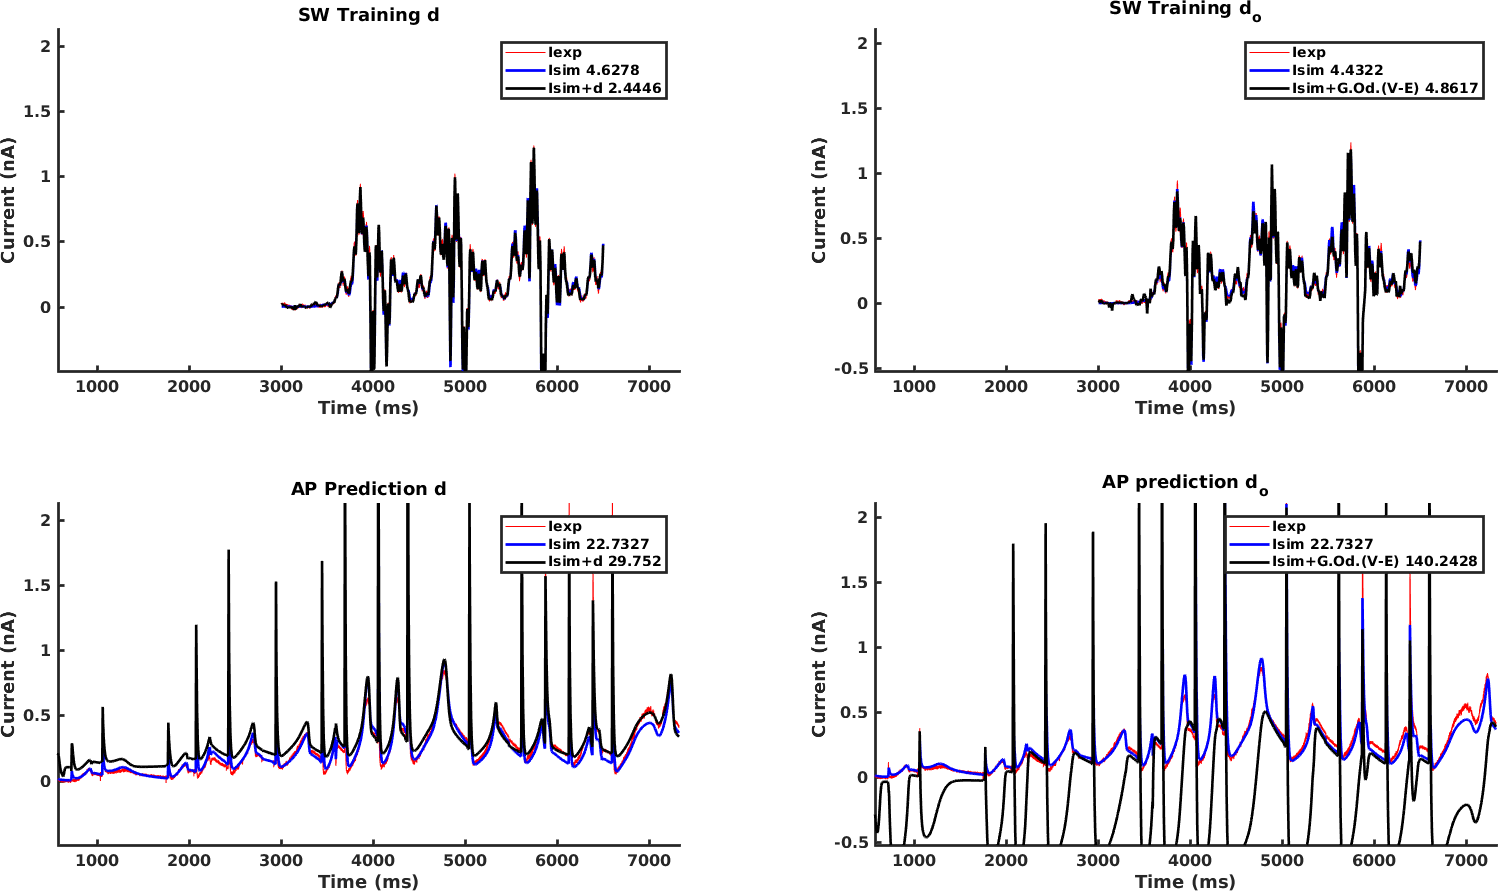 SW Training d
Iexp
Isim 4.6278
Isim+d 2.4446
2
1.5
1
0.5
0
Current (nA)
1000 2000 3000 4000 5000 6000 7000
Time (ms)
SW Training do
Iexp
Isim 4.4322
Isim+G.Od.(V-E) 4.8617
2
1.5
1
0.5
0
-0.5
Current (nA)
1000 2000 3000 4000 5000 6000 7000
Time (ms)
AP Prediction d
Iexp
Isim 22.7327
Isim+d 29.752
2
1.5
1
0.5
0
Current (nA)
1000 2000 3000 4000 5000 6000 7000
Time (ms)
AP prediction do
Iexp
Isim 22.7327
Isim+G.Od.(V-E) 140.2428
2
1.5
1
0.5
0
-0.5
Current (nA)
1000 2000 3000 4000 5000 6000 7000
Time (ms)